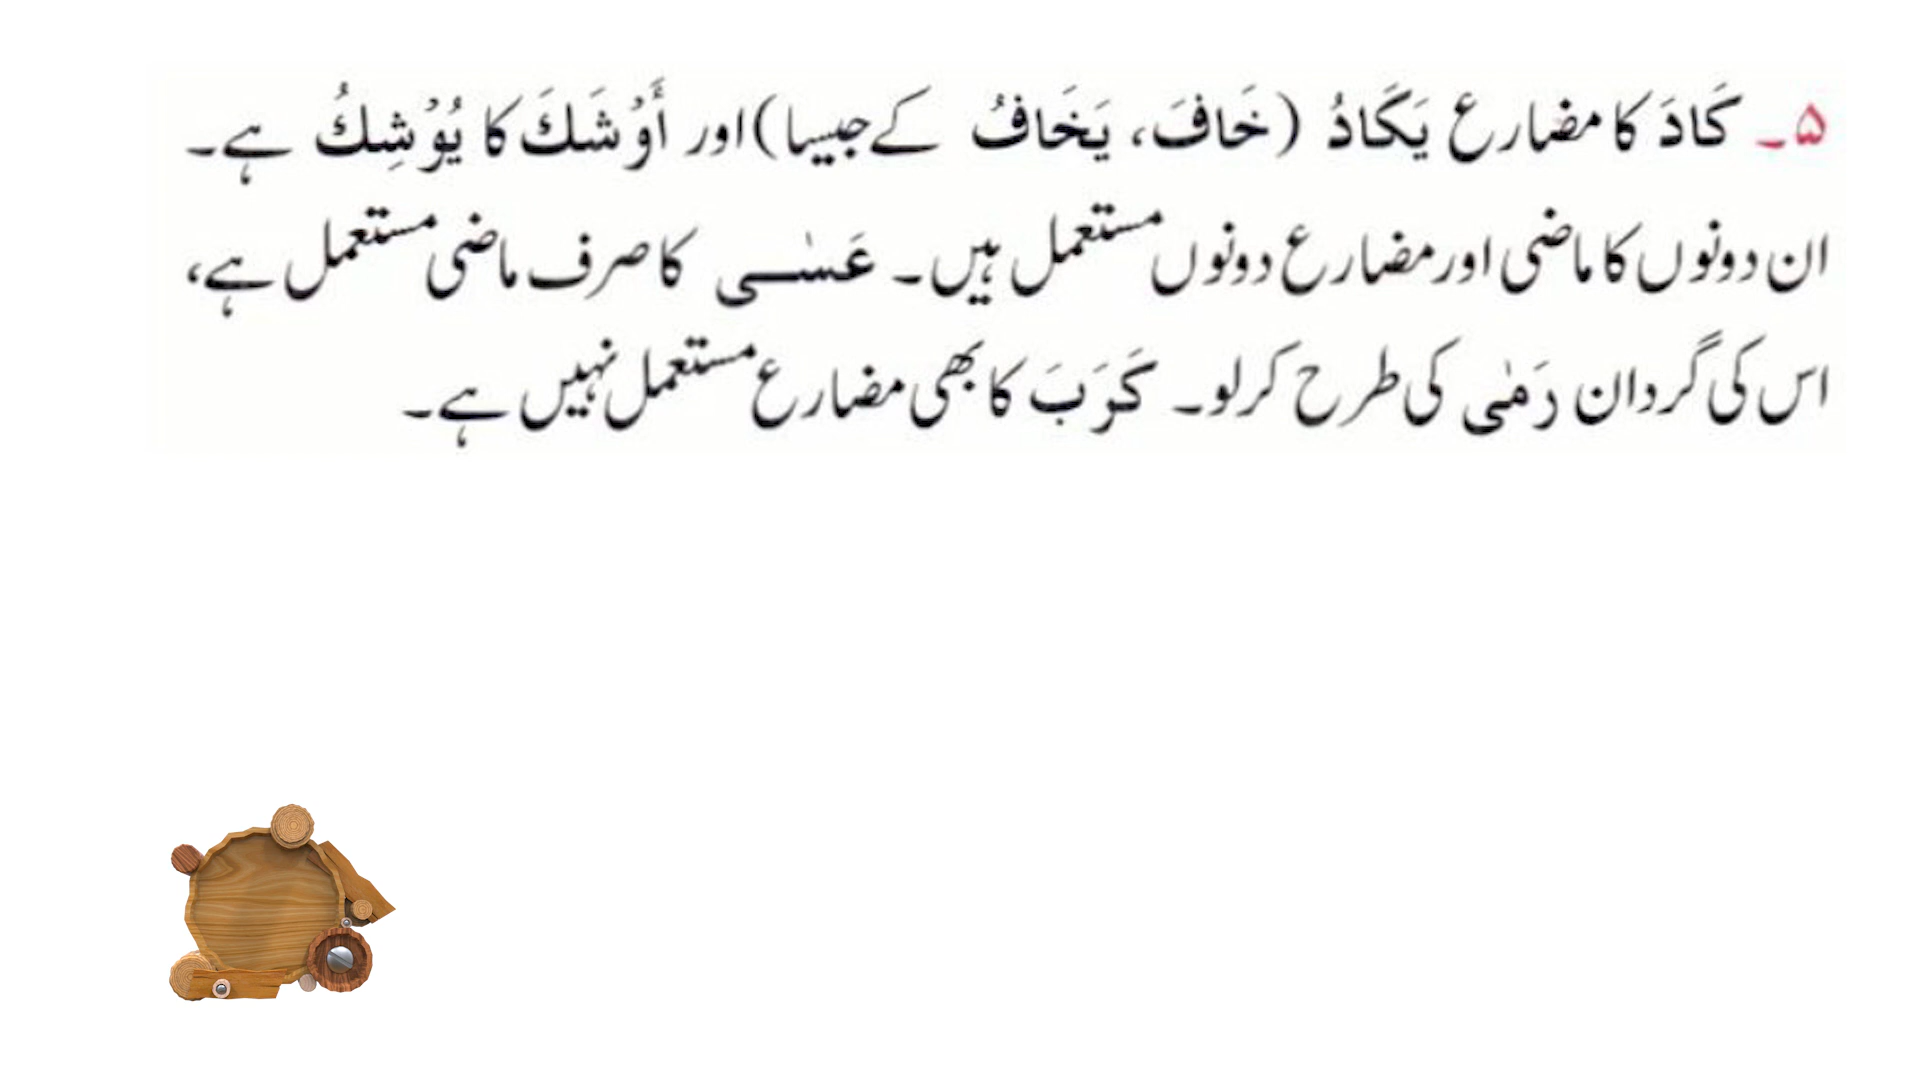 ۵۔ كَادَ کا مضارع يَكَادُ (خَافَ، يَخَافُ کے جیسا) اور أَوْشَكَ کا يُوْشِكُ ہے۔
ان دونوں کا ماضی اور مضارع دونوں مستعمل ہیں۔ عَسٰـى کا صرف ماضی مستعمل ہے،
اس کی گردان رَمٰى کی طرح کرلو۔ كَرَبَ کا بھی مضارع مستعمل نہیں ہے۔